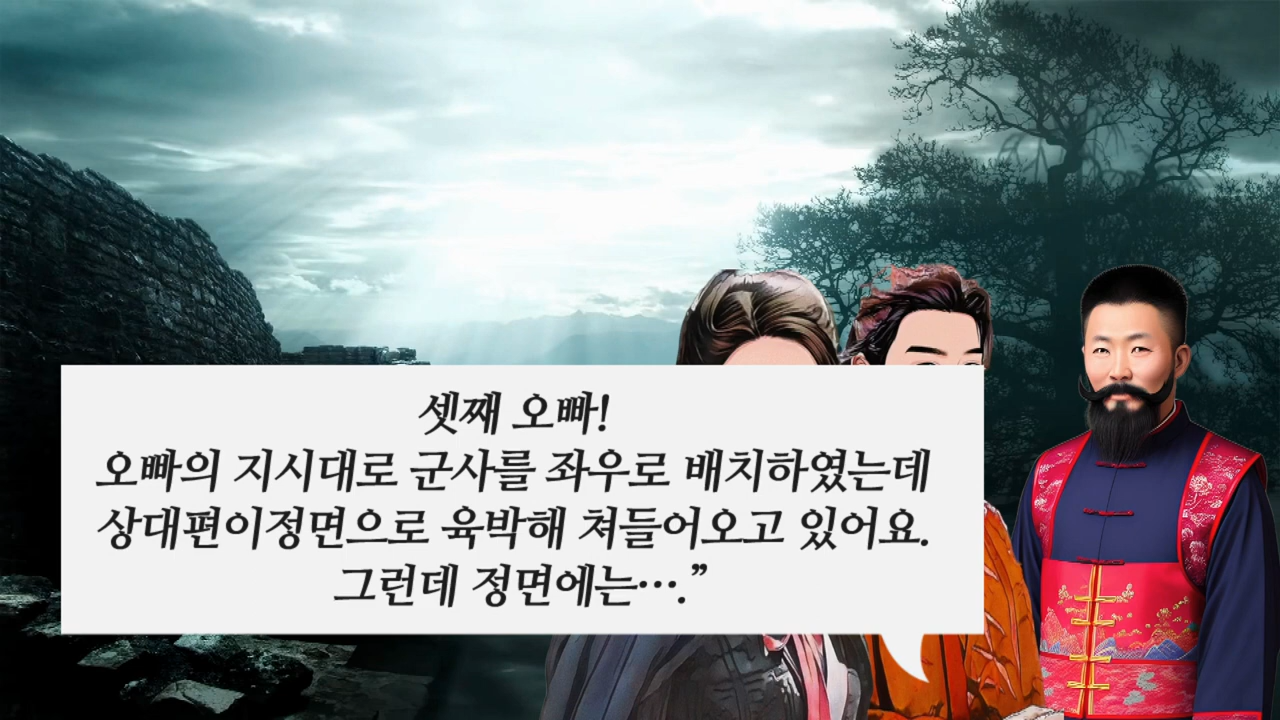 셋째 오빠!
오빠의 지시대로 군사를 좌우로 배치하였는데
상대편이정면으로 육박해 쳐들어오고 있어요.
그런데 정면에는….”